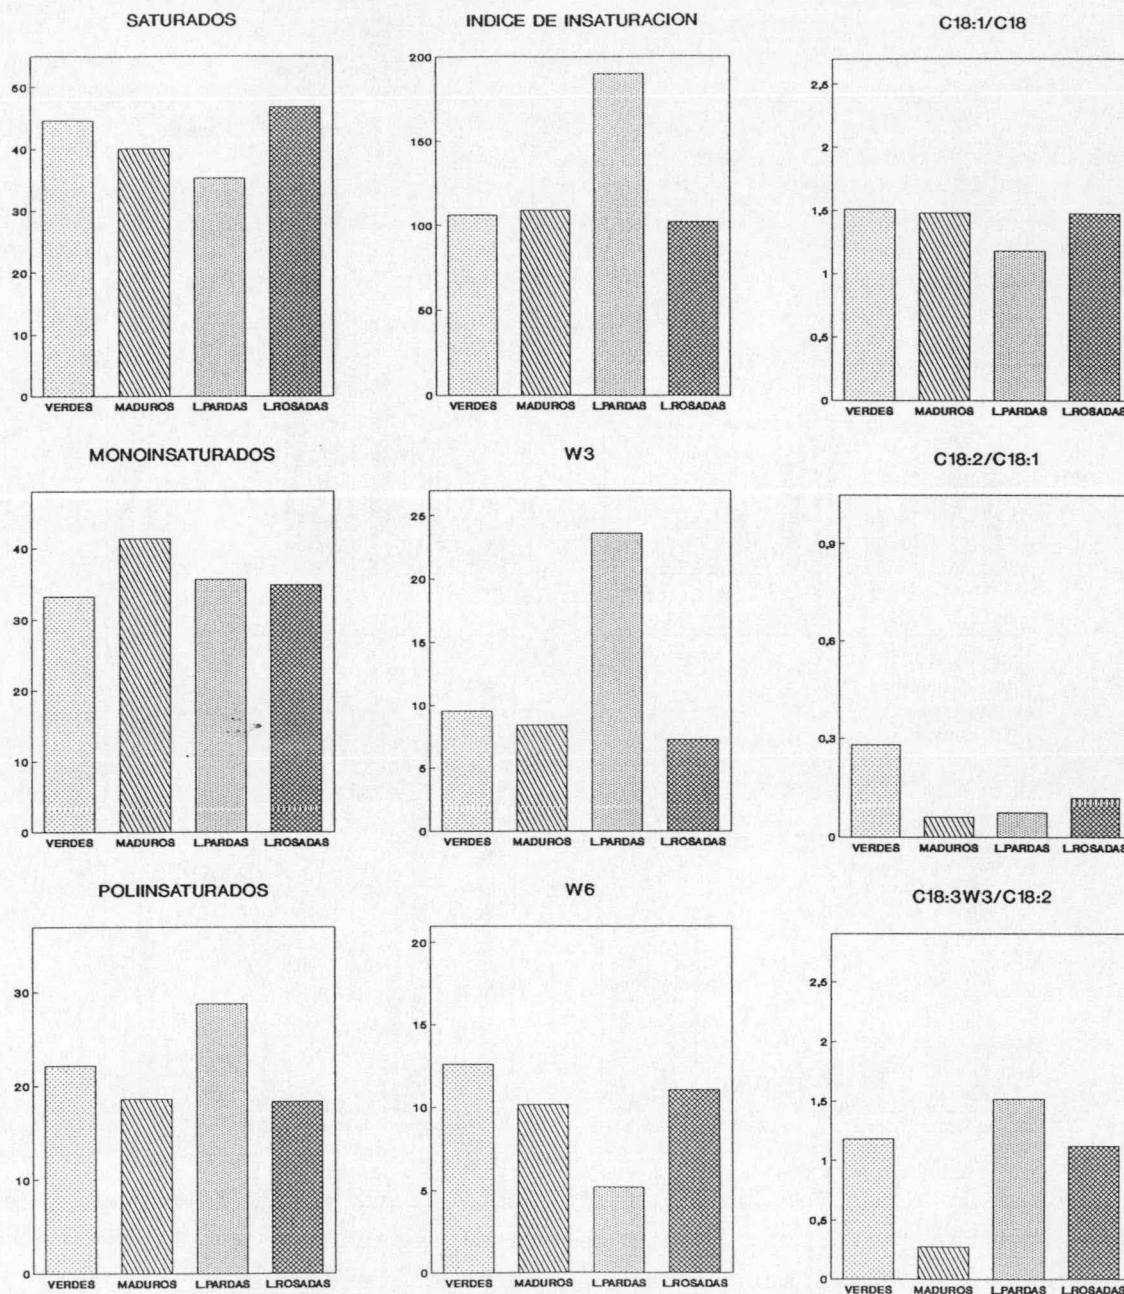 SATURADOS
60
50
40
30
20
10
0
VERDES MADUROS L.PARDAS L.ROSADAS
INDICE DE INSATURACION
200
150
100
50
0
VERDES MADUROS L.PARDAS L.ROSADAS
C18:1/C18
2,5
2
1,5
1
0,5
0
VERDES MADUROS L.PARDAS L.ROSADAS
MONOINSATURADOS
40
30
20
10
0
VERDES MADUROS L.PARDAS L.ROSADAS
W3
25
20
15
10
5
0
VERDES MADUROS L.PARDAS L.ROSADAS
C18:2/C18:1
0,9
0,6
0,3
0
VERDES MADUROS L.PARDAS L.ROSADAS
POLIINSATURADOS
30
20
10
0
VERDES MADUROS L.PARDAS L.ROSADAS
W6
20
15
10
5
0
VERDES MADUROS L.PARDAS L.ROSADAS
C18:3W3/C18:2
2,5
2
1,5
1
0,5
0
VERDES MADUROS L.PARDAS L.ROSADAS